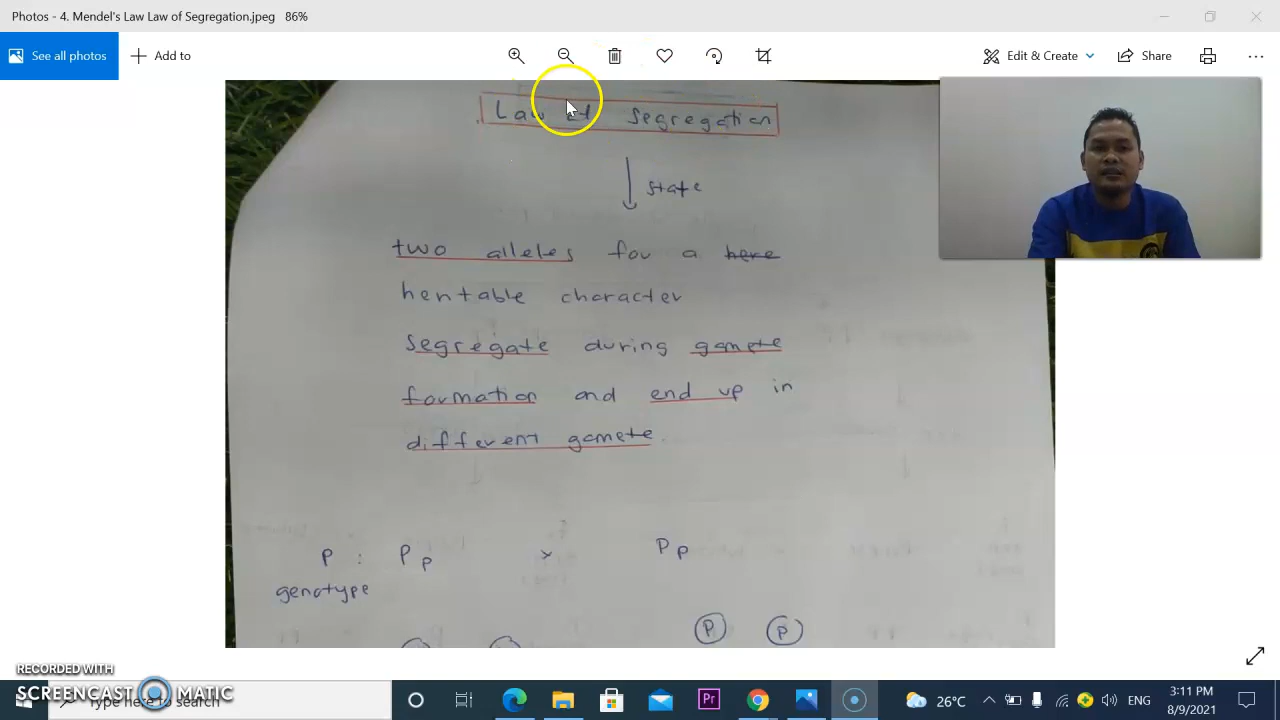 Photos - 4. Mendel's Law Law of Segregation.jpeg 86%
See all photos
Add to
Edit & Create
Share
Law of Segregation
state
two alleles for a here
heritable character
segregate during gamete
formation and end up in
different gamete.
P : Pp x Pp
genotype
P p
RECORDED WITH
SCREENCAST MATIC
Type here to search
Pr
26°C
ENG
3:11 PM
8/9/2021